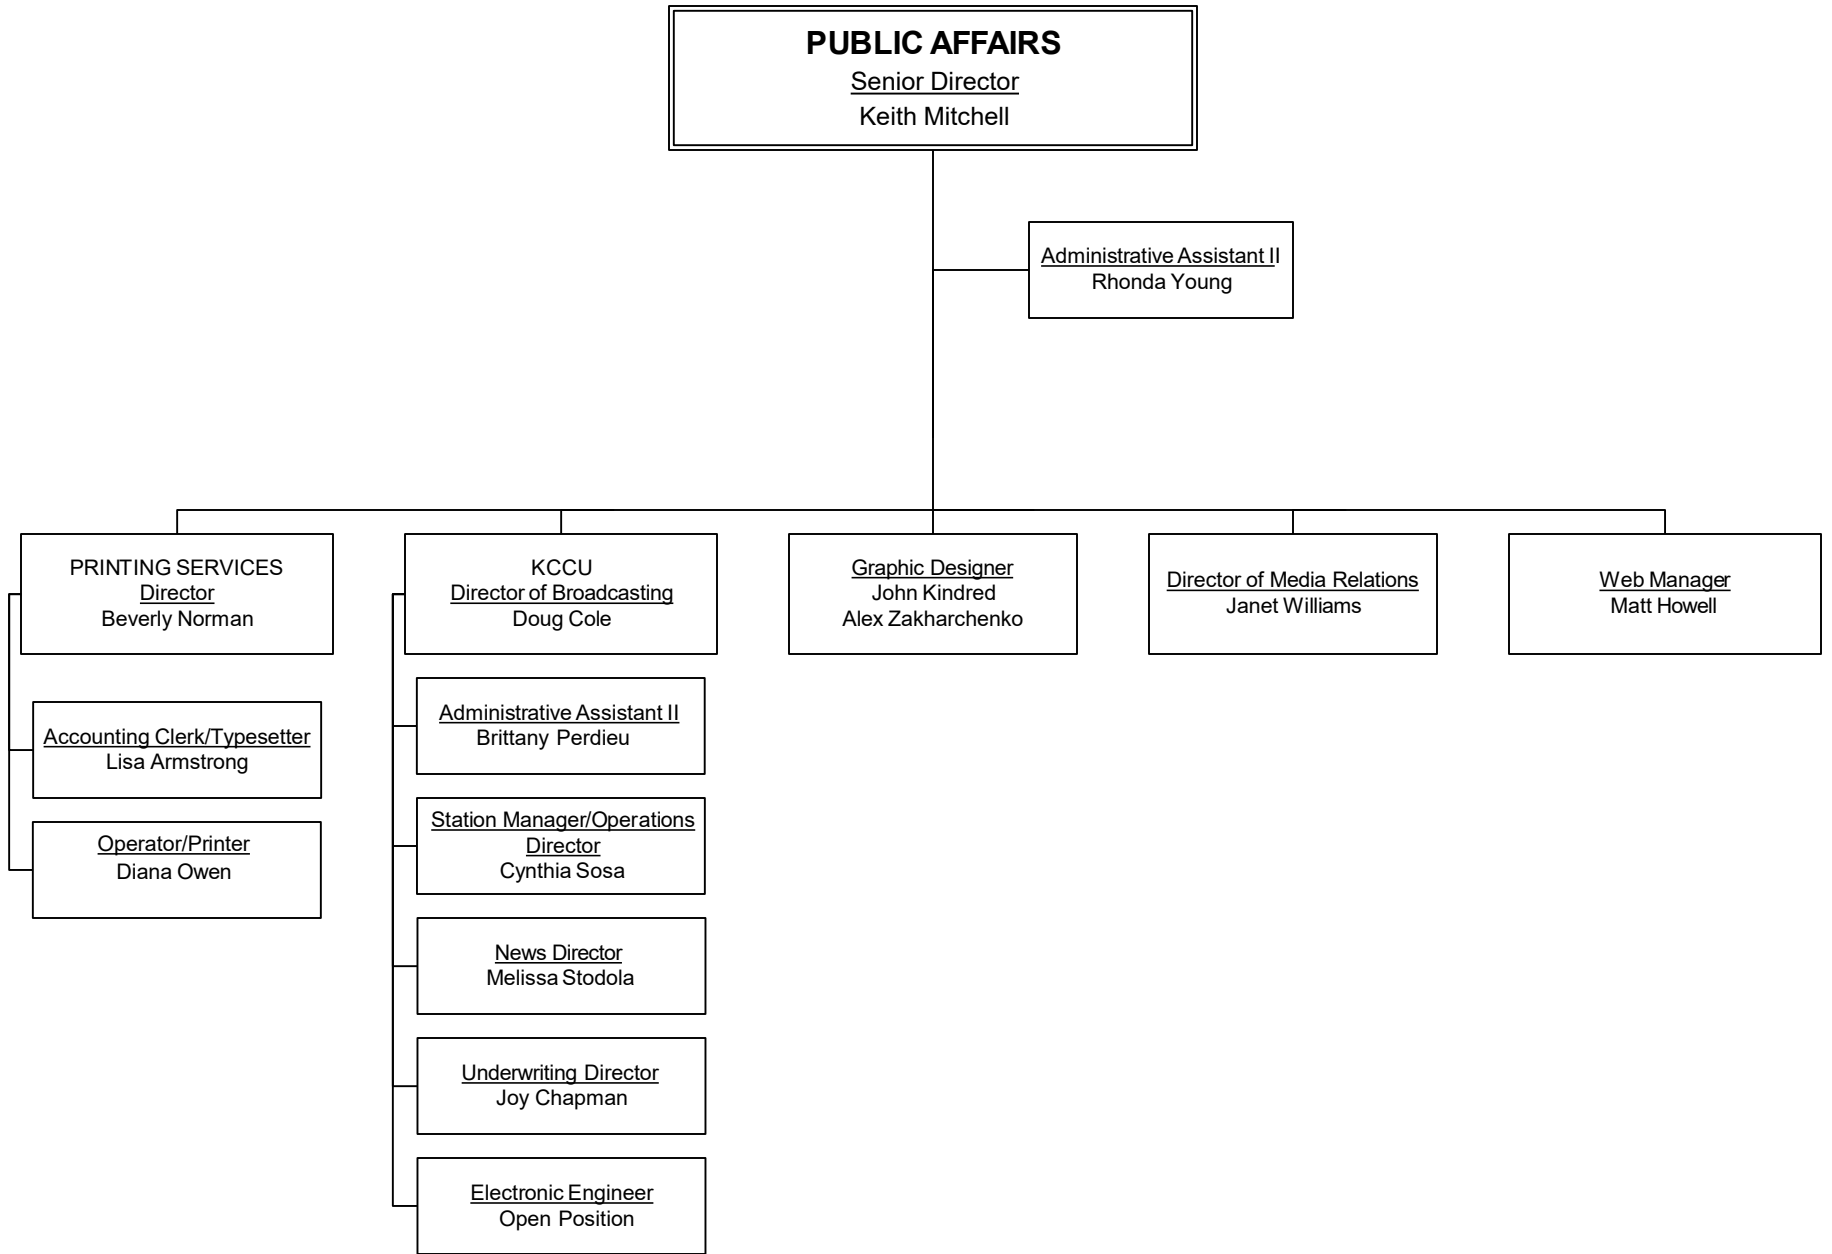 PUBLIC AFFAIRS
Senior Director
Keith Mitchell
Administrative Assistant II
Rhonda Young
PRINTING SERVICES
Director
Beverly Norman
KCCU
Director of Broadcasting
Doug Cole
Graphic Designer
John Kindred
Alex Zakharchenko
Director of Media Relations
Janet Williams
Web Manager
Matt Howell
Accounting Clerk/Typesetter
Lisa Armstrong
Operator/Printer
Diana Owen
Administrative Assistant II
Brittany Perdieu
Station Manager/Operations
Director
Cynthia Sosa
News Director
Melissa Stodola
Underwriting Director
Joy Chapman
Electronic Engineer
Open Position